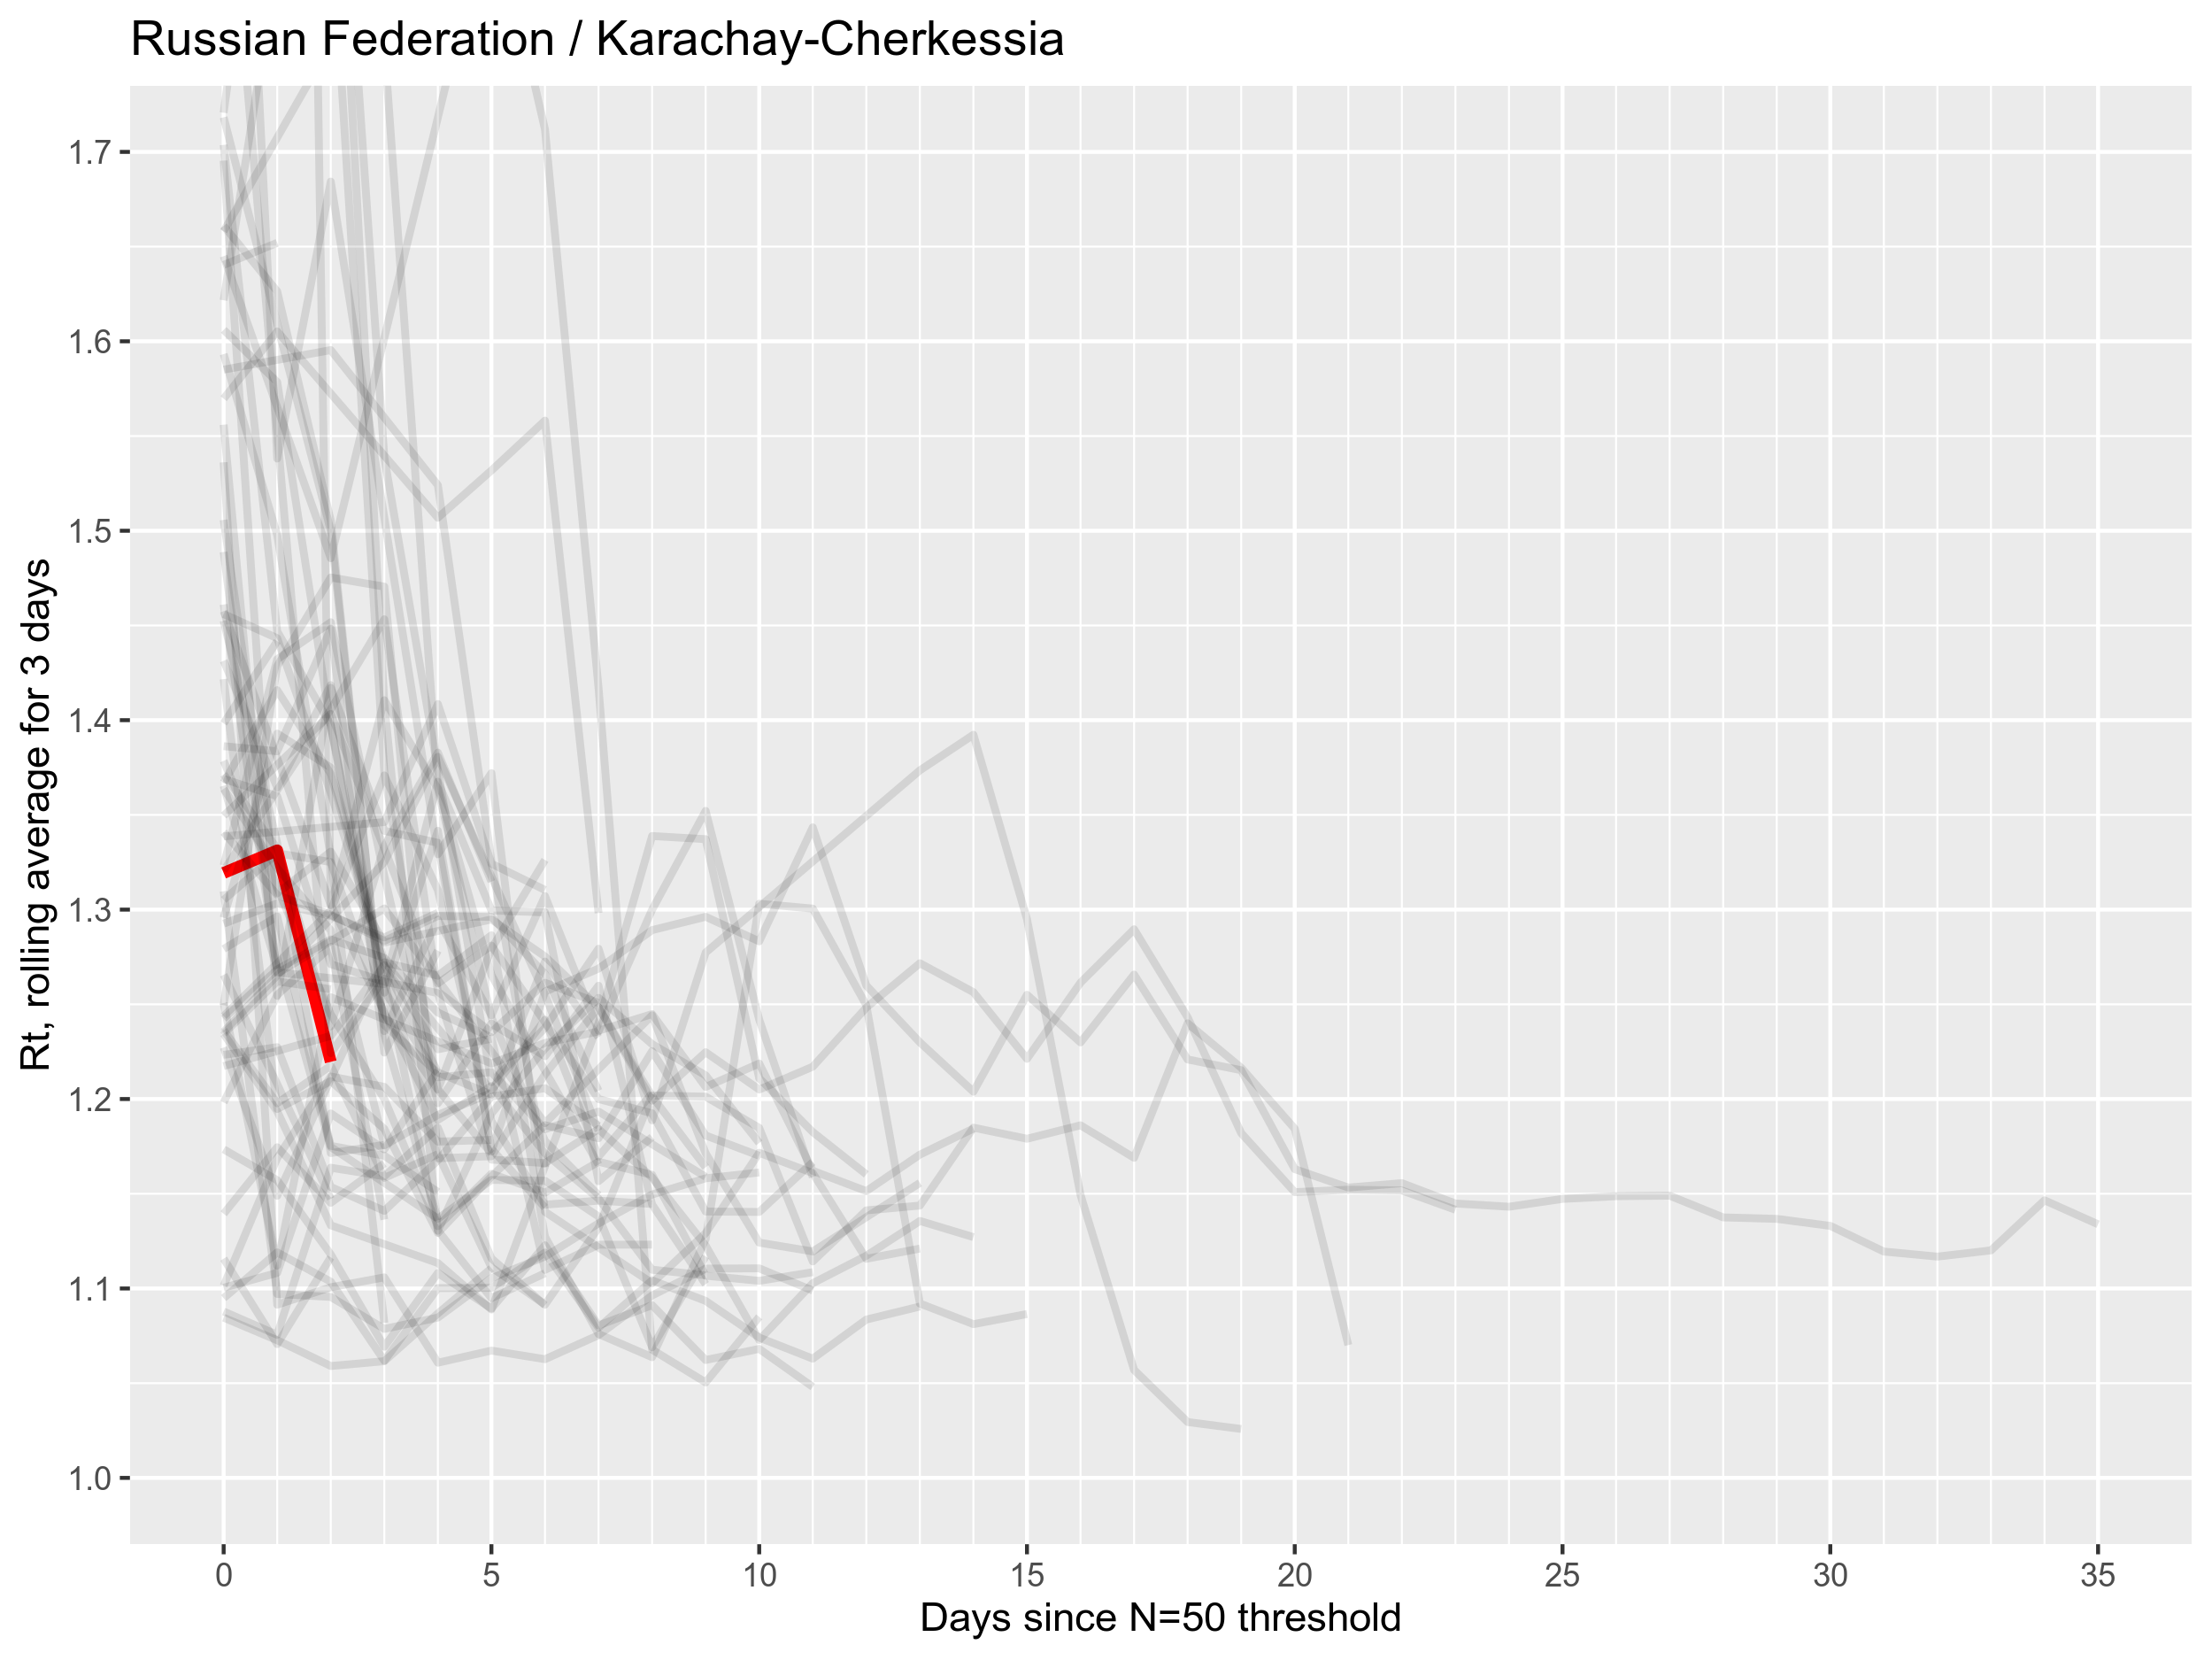 Russian Federation / Karachay-Cherkessia
Rt, rolling average for 3 days
1.7
1.6
1.5
1.4
1.3
1.2
1.1
1.0
0 5 10 15 20 25 30 35
Days since N=50 threshold